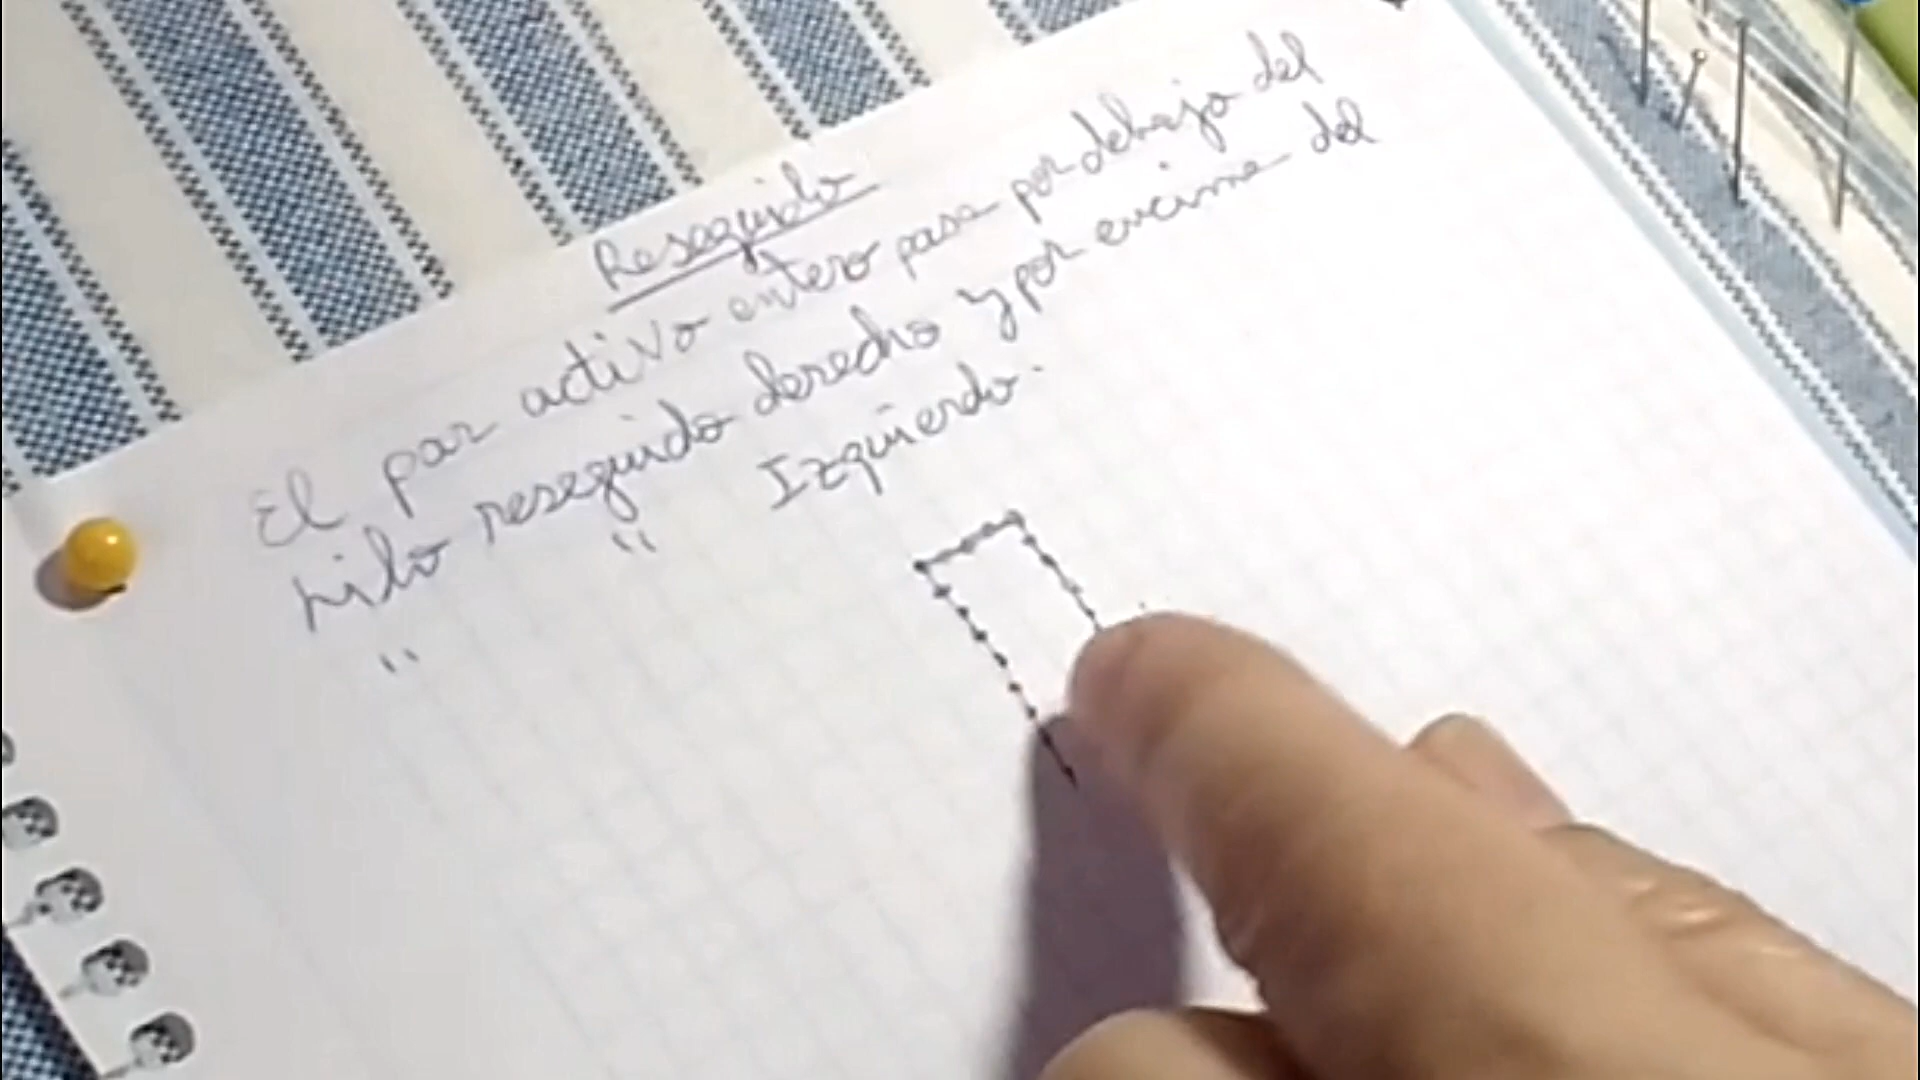 Reseguido
El par activo entero pasa por debajo del
hilo reseguido derecho y por encima del
" " Izquierdo.